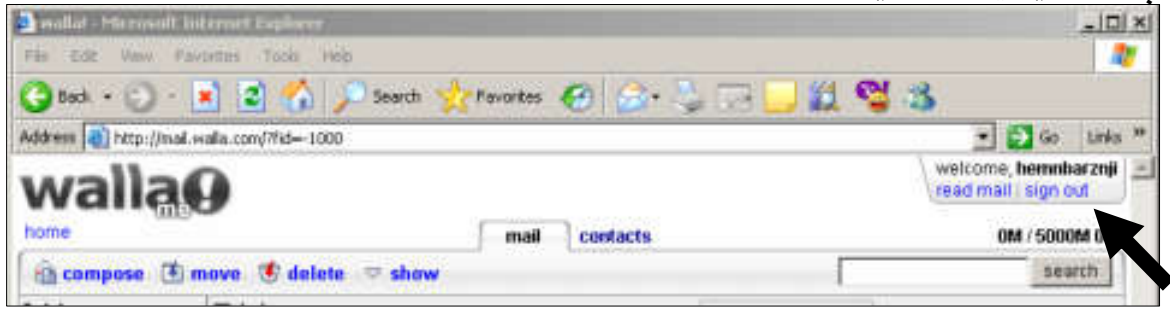 walla! - Microsoft Internet Explorer
File Edit View Favorites Tools Help
Back Search Favorites
Address http://mail.walla.com/?fid=-1000 Go Links »
walla! me
welcome, hemnbarznji
read mail | sign out
home
mail contacts
0M / 5000M
compose move delete show search